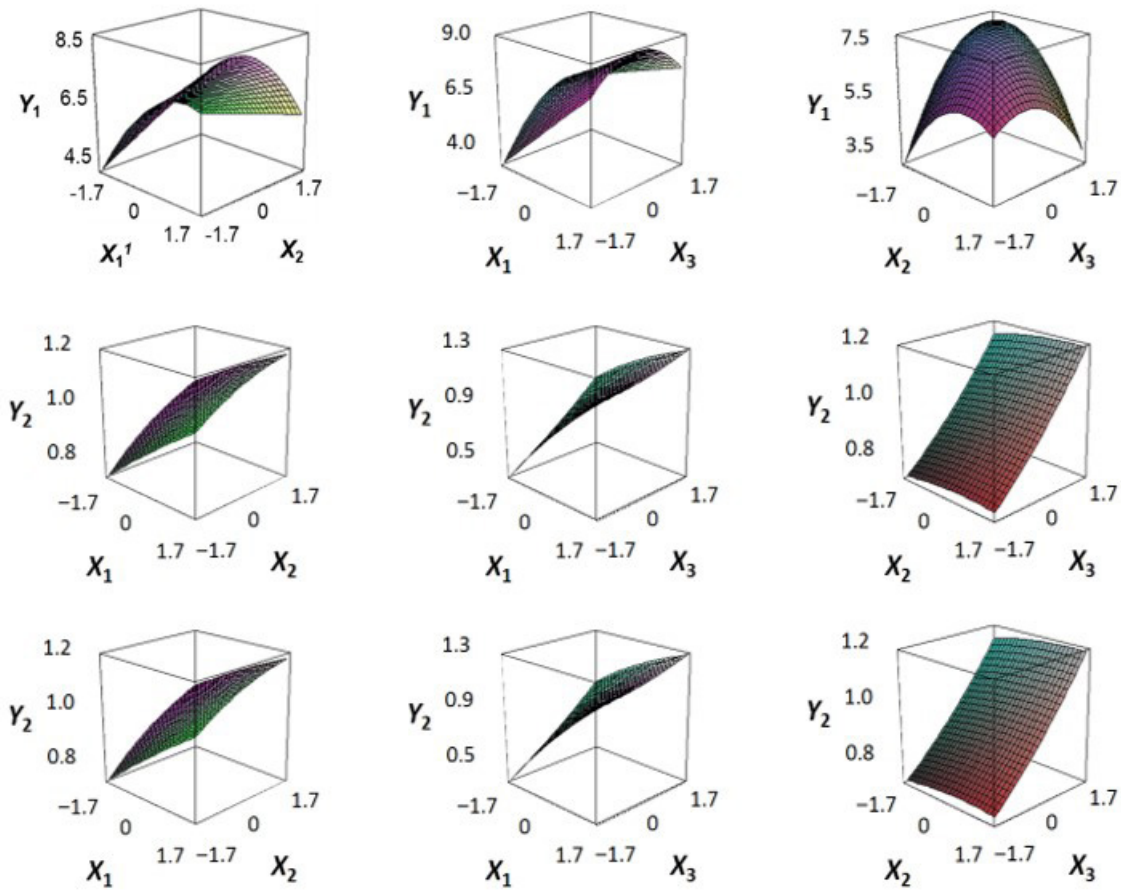 8.5 9.0 7.5
Y1 6.5 Y1 6.5 Y1 5.5
4.5 4.0 3.5
-1.7 1.7 −1.7 1.7 −1.7 1.7
0 0 0 0 0 0
X1¹ 1.7 -1.7 X2 X1 1.7 −1.7 X3 X2 1.7 −1.7 X3
1.2 1.3 1.2
Y2 1.0 Y2 0.9 Y2 1.0
0.8 0.5 0.8
−1.7 1.7 −1.7 1.7 −1.7 1.7
0 0 0 0 0 0
X1 1.7 −1.7 X2 X1 1.7 −1.7 X3 X2 1.7 −1.7 X3
1.2 1.3 1.2
Y2 1.0 Y2 0.9 Y2 1.0
0.8 0.5 0.8
−1.7 1.7 −1.7 1.7 −1.7 1.7
0 0 0 0 0 0
X1 1.7 −1.7 X2 X1 1.7 −1.7 X3 X2 1.7 −1.7 X3